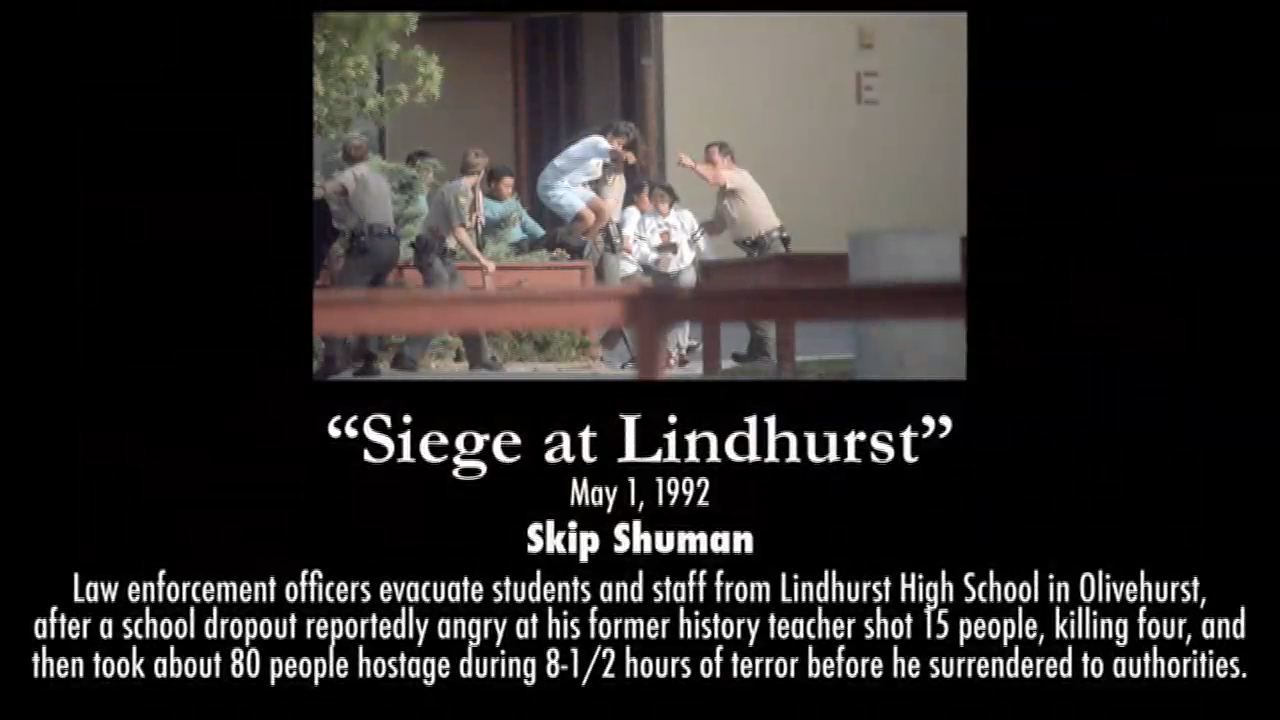 E
“Siege at Lindhurst”
May 1, 1992
Skip Shuman
Law enforcement officers evacuate students and staff from Lindhurst High School in Olivehurst,
after a school dropout reportedly angry at his former history teacher shot 15 people, killing four, and
then took about 80 people hostage during 8-1/2 hours of terror before he surrendered to authorities.